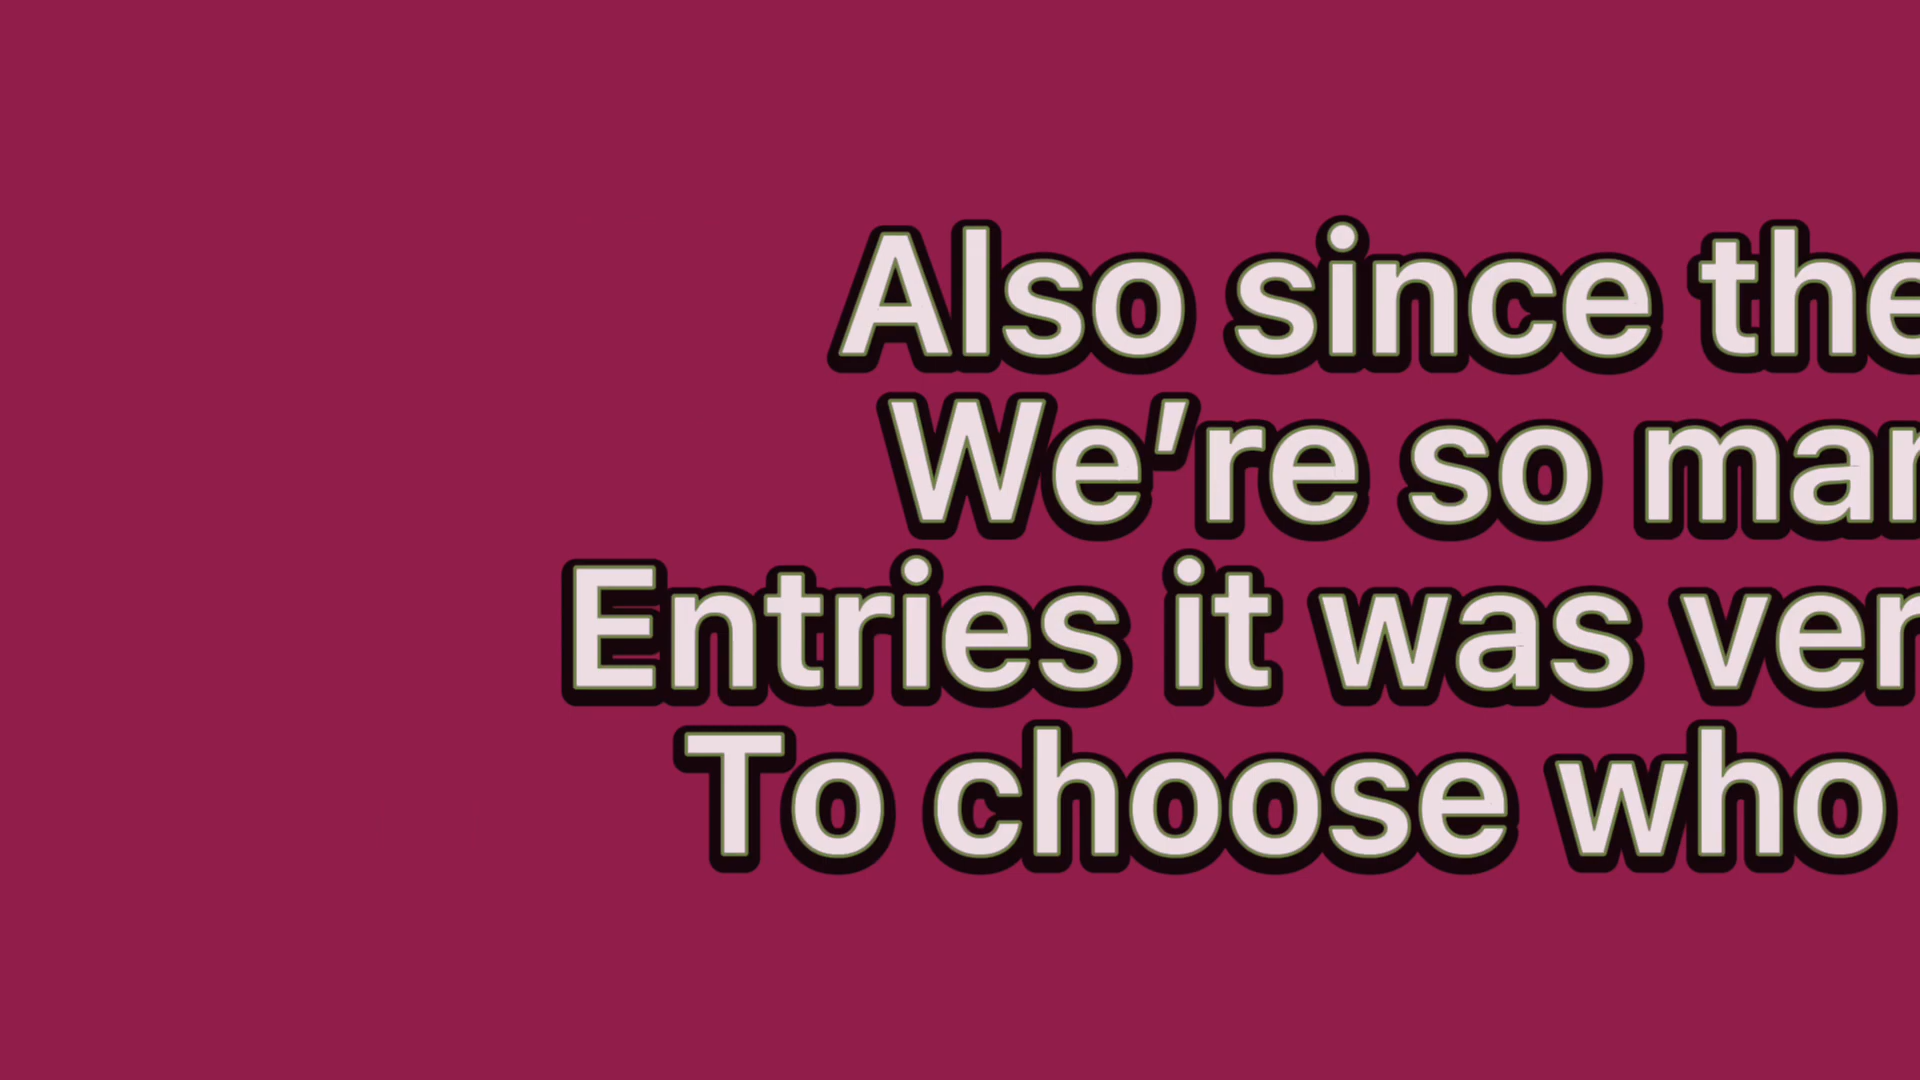 Also since the
We’re so mar
Entries it was ver
To choose who